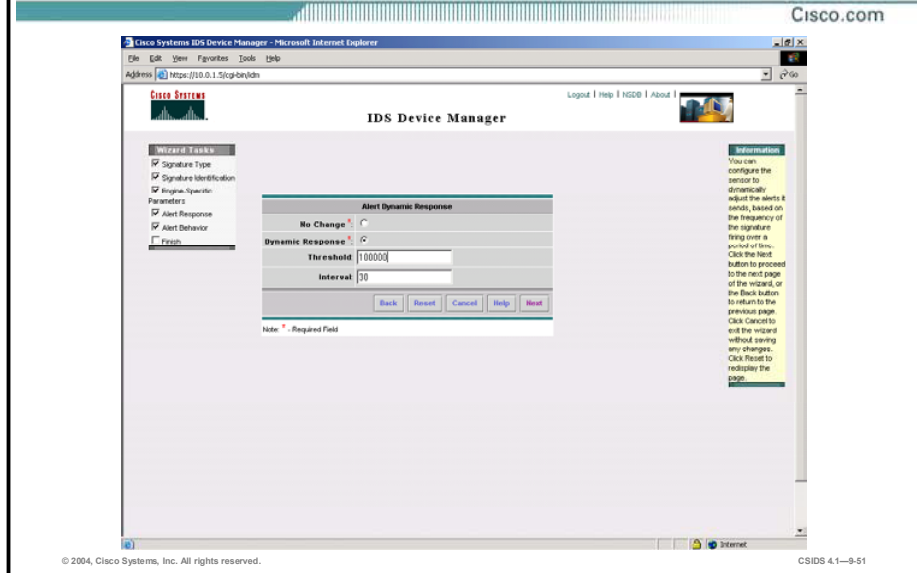 Cisco.com
Cisco Systems IDS Device Manager - Microsoft Internet Explorer
File Edit View Favorites Tools Help
Address https://10.0.1.5/cgi-bin/idm Go
CISCO SYSTEMS
Logout | Help | NSDB | About |
IDS Device Manager
Wizard Tasks
Signature Type
Signature Identification
Engine-Specific
Parameters
Alert Response
Alert Behavior
Finish
Alert Dynamic Response
No Change *:
Dynamic Response *:
Threshold: 100000
Interval: 30
Back Reset Cancel Help Next
Note: * - Required Field
Information
You can
configure the
sensor to
dynamically
adjust the alerts it
sends, based on
the frequency of
the signature
firing over a
period of time.
Click the Next
button to proceed
to the next page
of the wizard, or
the Back button
to return to the
previous page.
Click Cancel to
exit the wizard
without saving
any changes.
Click Reset to
redisplay the
page.
Internet
© 2004, Cisco Systems, Inc. All rights reserved.
CSIDS 4.1—9-51